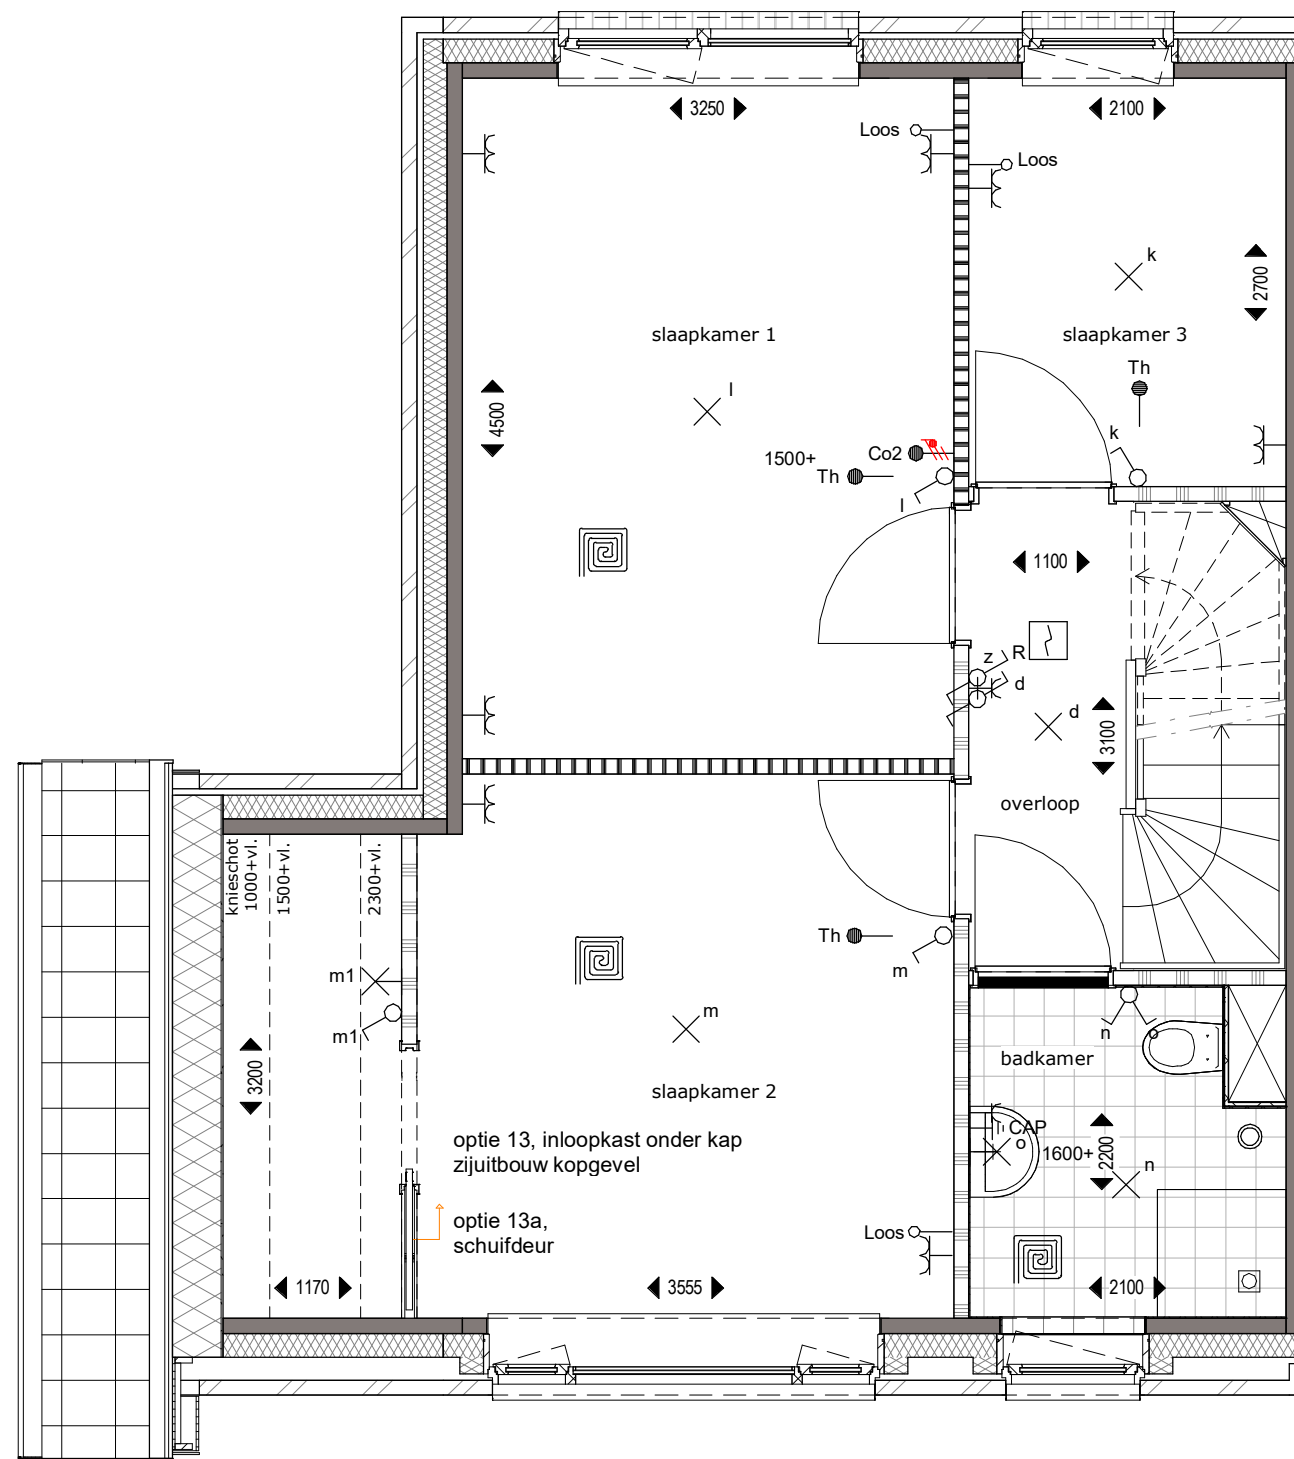 3250
2100
Loos
Loos
k
2700
slaapkamer 1
slaapkamer 3
Th
l
4500
k
1500+
Co2
Th
l
1100
z
R
d
d
3100
overloop
knieschot
1000+vl.
1500+vl.
2300+vl.
Th
m
m1
m
n
m1
badkamer
3200
slaapkamer 2
CAP
optie 13, inloopkast onder kap
zijuitbouw kopgevel
o
1600+
2200
n
optie 13a,
schuifdeur
Loos
1170
3555
2100